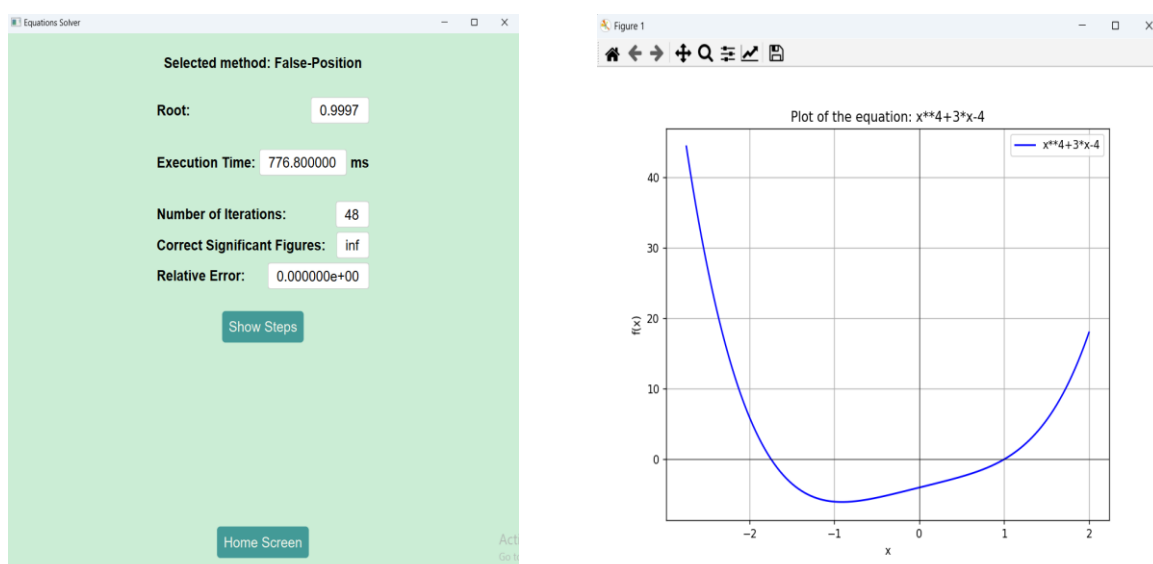 Equations Solver
Selected method: False-Position
Root: 0.9997
Execution Time: 776.800000 ms
Number of Iterations: 48
Correct Significant Figures: inf
Relative Error: 0.000000e+00
Show Steps
Home Screen
Figure 1
Plot of the equation: x**4+3*x-4
x**4+3*x-4
40
30
20
10
0
f(x)
−2 −1 0 1 2
x